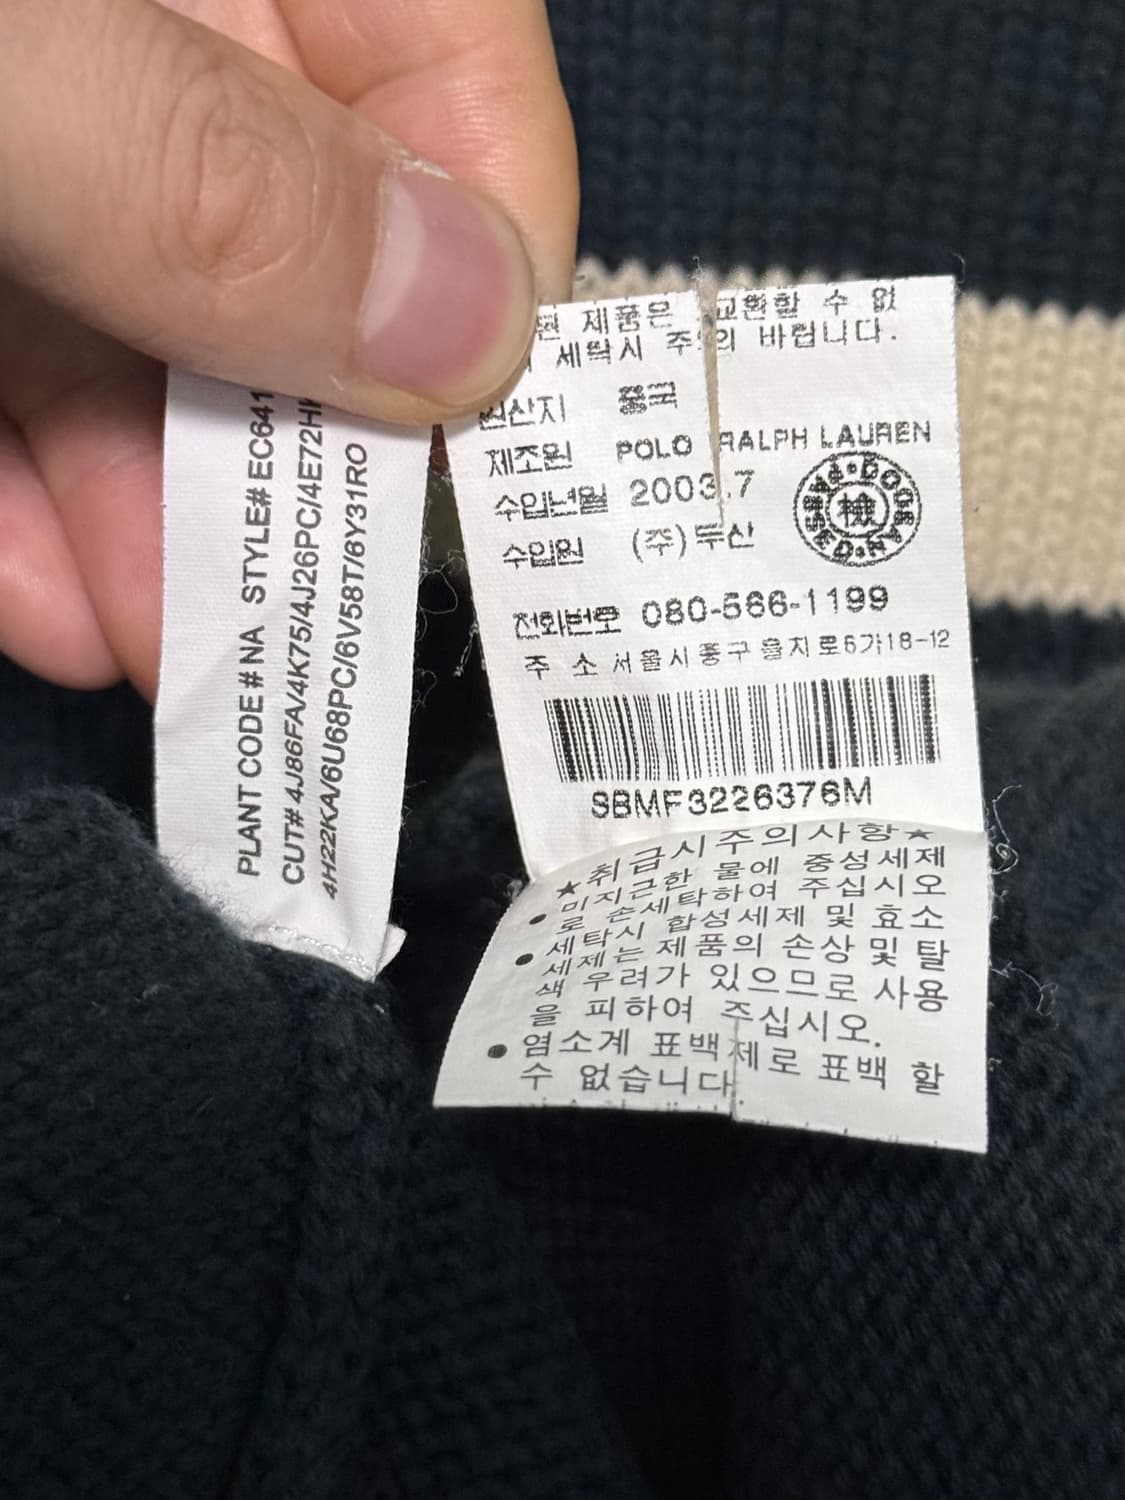 PLANT CODE # NA STYLE# EC641
CUT# 4J86FA/4K75/4J26PC/4E72H
4H22KA/6U68PC/6V58T/6Y31RO
된 제품은 교환할 수 없
세탁시 주의 바랍니다.
원산지 중국
제조원 POLO RALPH LAUREN
수입년월 2003.7
수입원 (주)두산
전화번호 080-566-1199
주 소 서울시중구 을지로6가18-12
DOOSAN
PASSED
檢
SBMF3226376M
★취급시주의사항★
● 미지근한 물에 중성세제
로 손세탁하여 주십시오
● 세탁시 합성세제 및 효소
세제는 제품의 손상 및 탈
색 우려가 있으므로 사용
을 피하여 주십시오.
● 염소계 표백제로 표백 할
수 없습니다.